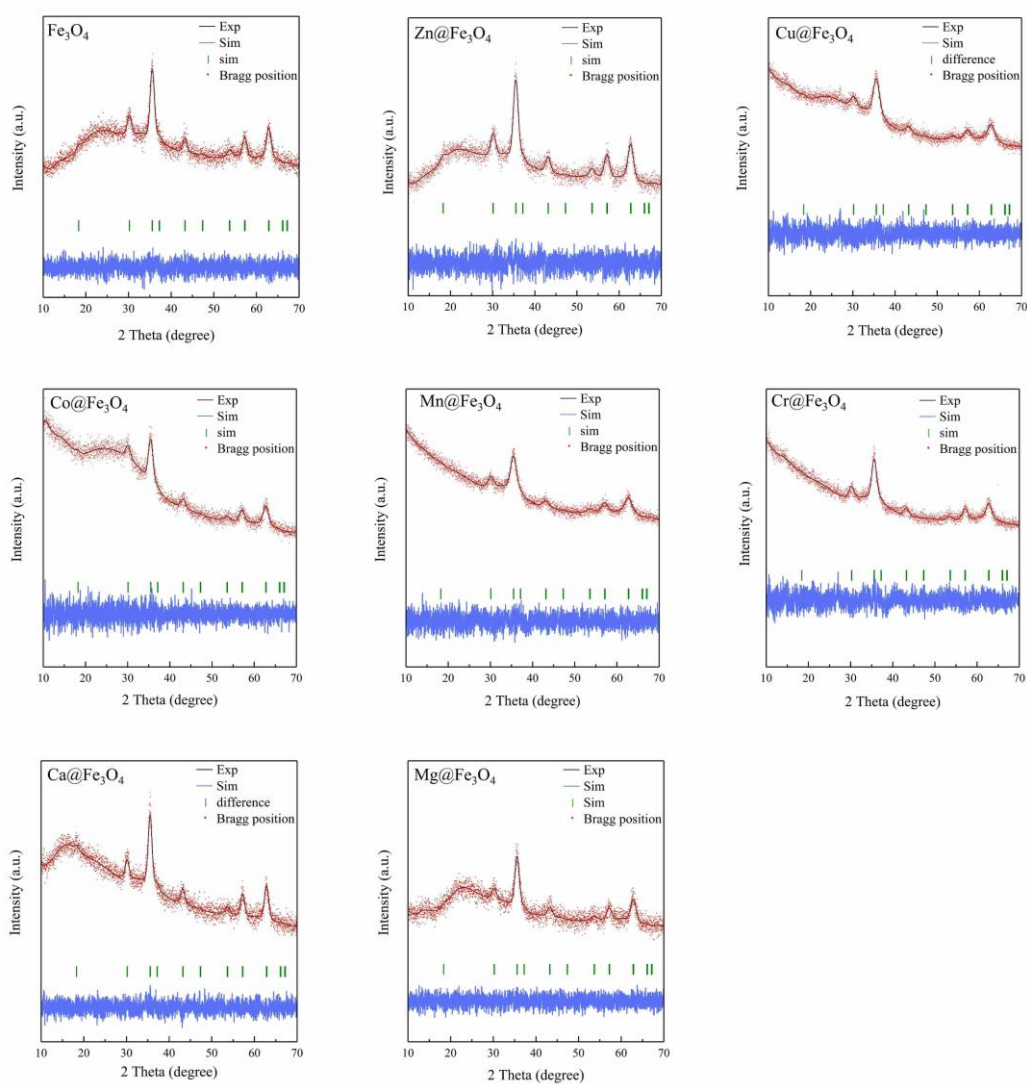 Fe₃O₄
Exp
Sim
sim
Bragg position
Intensity (a.u.)
10 20 30 40 50 60 70
2 Theta (degree)
Zn@Fe₃O₄
Exp
Sim
sim
Bragg position
Intensity (a.u.)
10 20 30 40 50 60 70
2 Theta (degree)
Cu@Fe₃O₄
Exp
Sim
difference
Bragg position
Intensity (a.u.)
10 20 30 40 50 60 70
2 Theta (degree)
Co@Fe₃O₄
Exp
Sim
sim
Bragg position
Intensity (a.u.)
10 20 30 40 50 60 70
2 Theta (degree)
Mn@Fe₃O₄
Exp
Sim
sim
Bragg position
Intensity (a.u.)
10 20 30 40 50 60 70
2 Theta (degree)
Cr@Fe₃O₄
Exp
Sim
sim
Bragg position
Intensity (a.u.)
10 20 30 40 50 60 70
2 Theta (degree)
Ca@Fe₃O₄
Exp
Sim
difference
Bragg position
Intensity (a.u.)
10 20 30 40 50 60 70
2 Theta (degree)
Mg@Fe₃O₄
Exp
Sim
Sim
Bragg position
Intensity (a.u.)
10 20 30 40 50 60 70
2 Theta (degree)